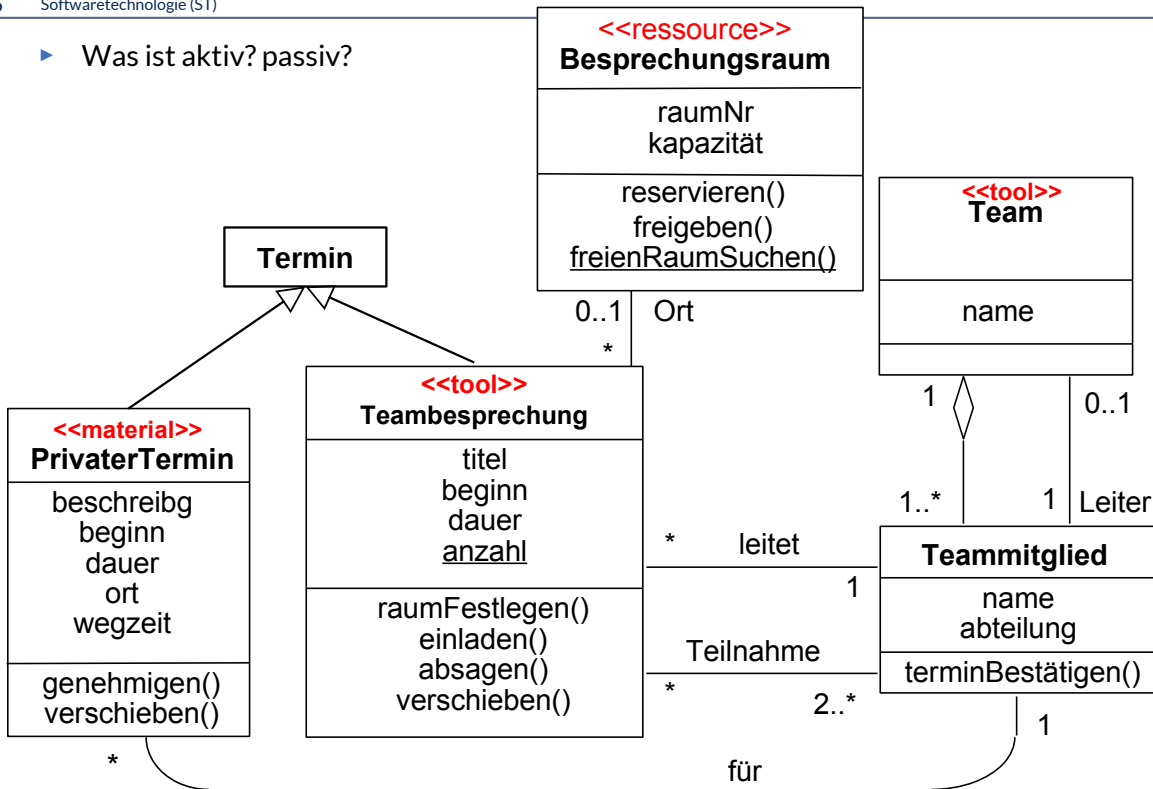 Softwaretechnologie (ST)
► Was ist aktiv? passiv?
<<ressource>>
Besprechungsraum
raumNr
kapazität
reservieren()
freigeben()
freienRaumSuchen()
<<tool>>
Team
name
Termin
0..1 Ort
*
<<tool>>
Teambesprechung
titel
beginn
dauer
anzahl
raumFestlegen()
einladen()
absagen()
verschieben()
<<material>>
PrivaterTermin
beschreibg
beginn
dauer
ort
wegzeit
genehmigen()
verschieben()
1
0..1
1..*
1 Leiter
* leitet
1
Teammitglied
name
abteilung
terminBestätigen()
Teilnahme
*
2..*
1
*
für